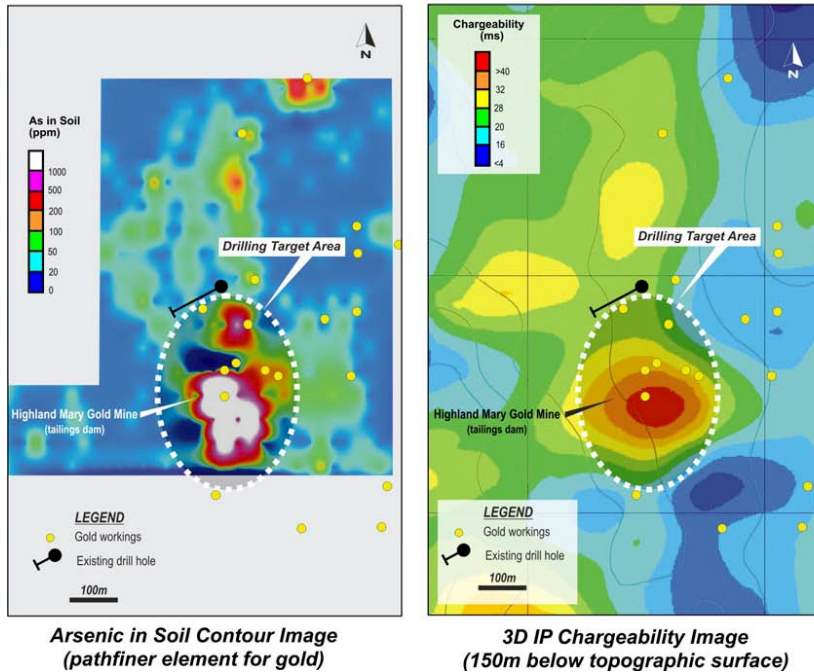 N
As in Soil
(ppm)
1000
500
200
100
50
20
0
Drilling Target Area
Highland Mary Gold Mine
(tailings dam)
LEGEND
Gold workings
Existing drill hole
100m
Arsenic in Soil Contour Image
(pathfiner element for gold)
Chargeability
(ms)
>40
32
28
20
16
<4
N
Drilling Target Area
Highland Mary Gold Mine
(tailings dam)
LEGEND
Gold workings
Existing drill hole
100m
3D IP Chargeability Image
(150m below topographic surface)